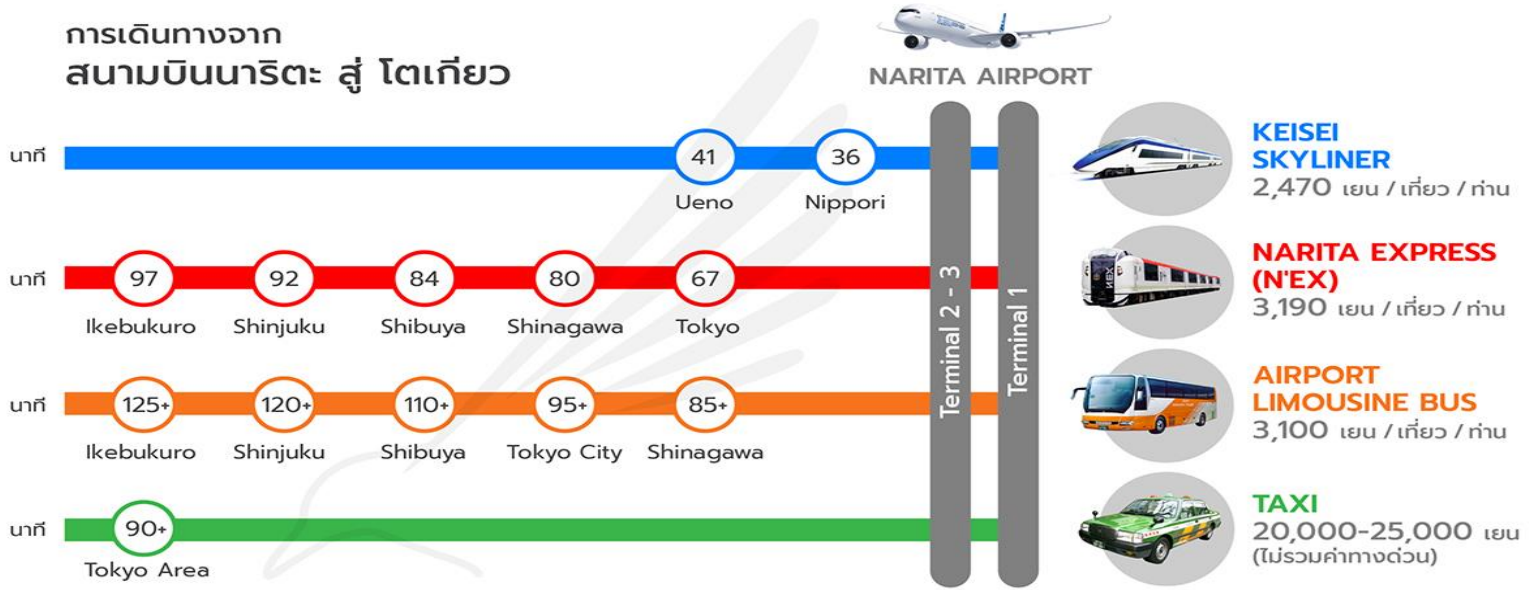 การเดินทางจาก
สนามบินนาริตะ สู่ โตเกียว
NARITA AIRPORT
นาที
41
36
Ueno
Nippori
KEISEI
SKYLINER
2,470 เยน / เที่ยว / ท่าน
นาที
97
92
84
80
67
Ikebukuro
Shinjuku
Shibuya
Shinagawa
Tokyo
NARITA EXPRESS
(N'EX)
3,190 เยน / เที่ยว / ท่าน
นาที
125+
120+
110+
95+
85+
Ikebukuro
Shinjuku
Shibuya
Tokyo City
Shinagawa
AIRPORT
LIMOUSINE BUS
3,100 เยน / เที่ยว / ท่าน
นาที
90+
Tokyo Area
TAXI
20,000-25,000 เยน
(ไม่รวมค่าทางด่วน)
Terminal 2 - 3
Terminal 1